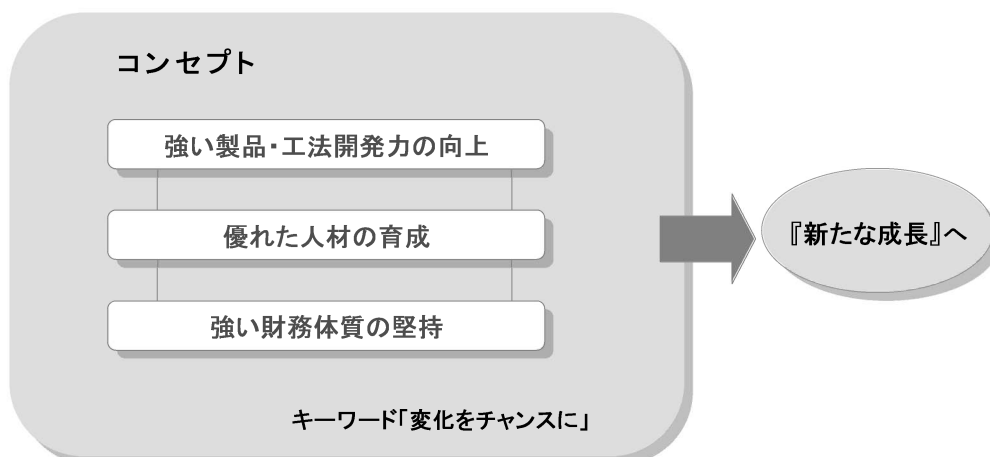 コンセプト
強い製品・工法開発力の向上
優れた人材の育成
強い財務体質の堅持
キーワード「変化をチャンスに」
『新たな成長』へ